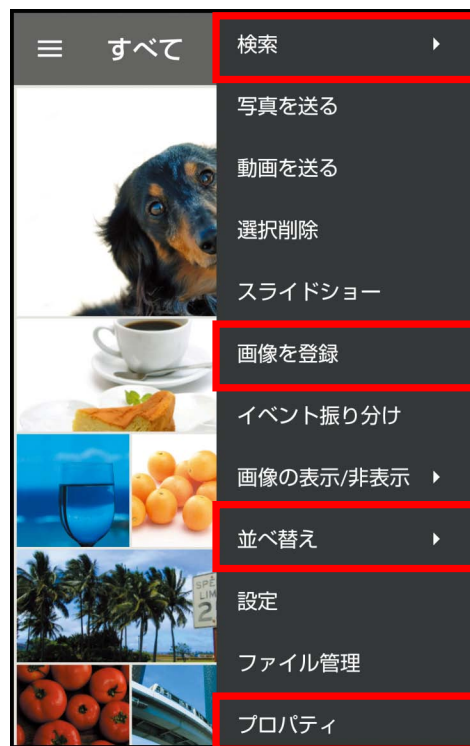 すべて
検索
写真を送る
動画を送る
選択削除
スライドショー
画像を登録
イベント振り分け
画像の表示/非表示
並べ替え
設定
ファイル管理
プロパティ
SPE
LIM
2